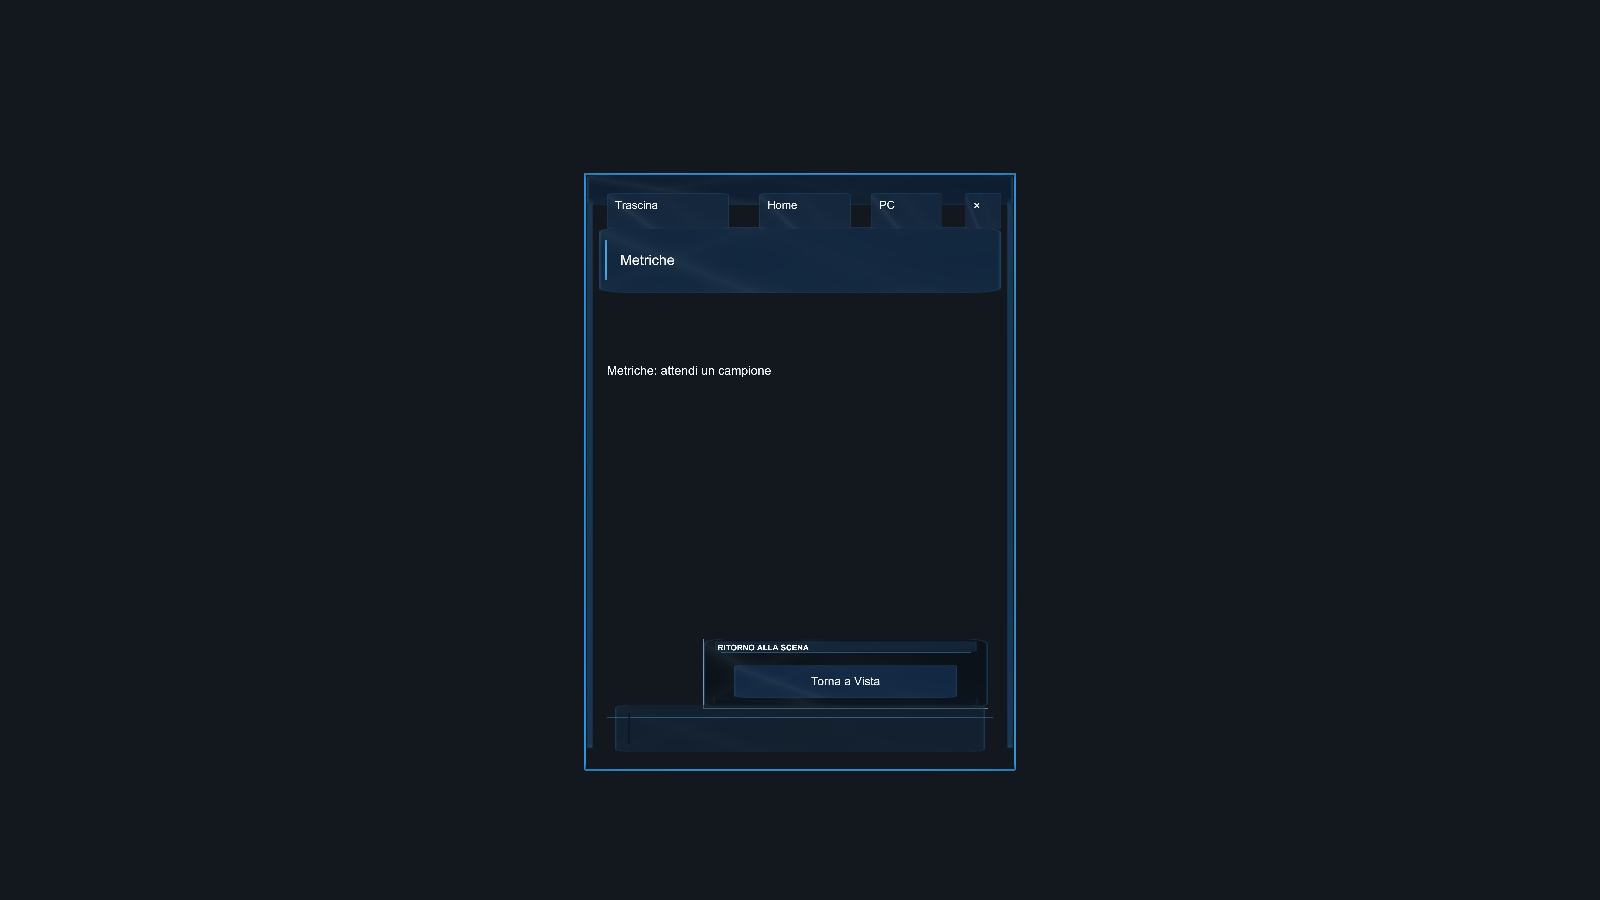 Trascina
Home
PC
×
Metriche
Metriche: attendi un campione
RITORNO ALLA SCENA
Torna a Vista